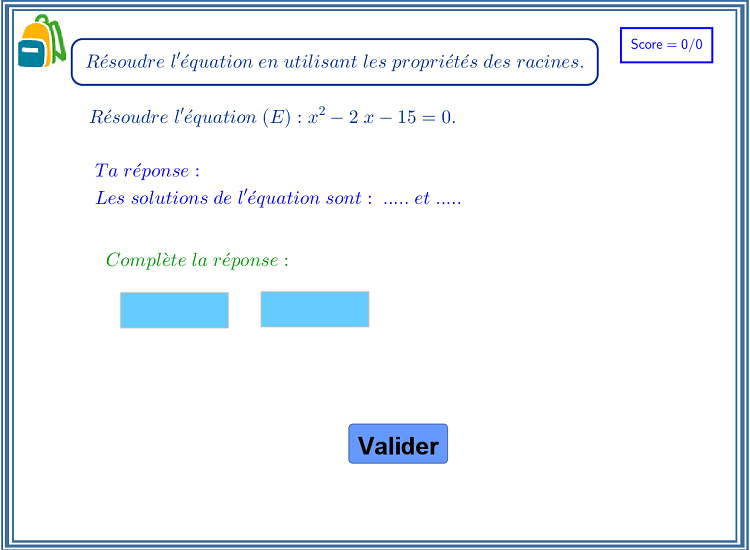 Résoudre l'équation en utilisant les propriétés des racines.
Score = 0/0
Résoudre l'équation (E) : x² − 2 x − 15 = 0.
Ta réponse :
Les solutions de l'équation sont : ..... et .....
Complète la réponse :
Valider